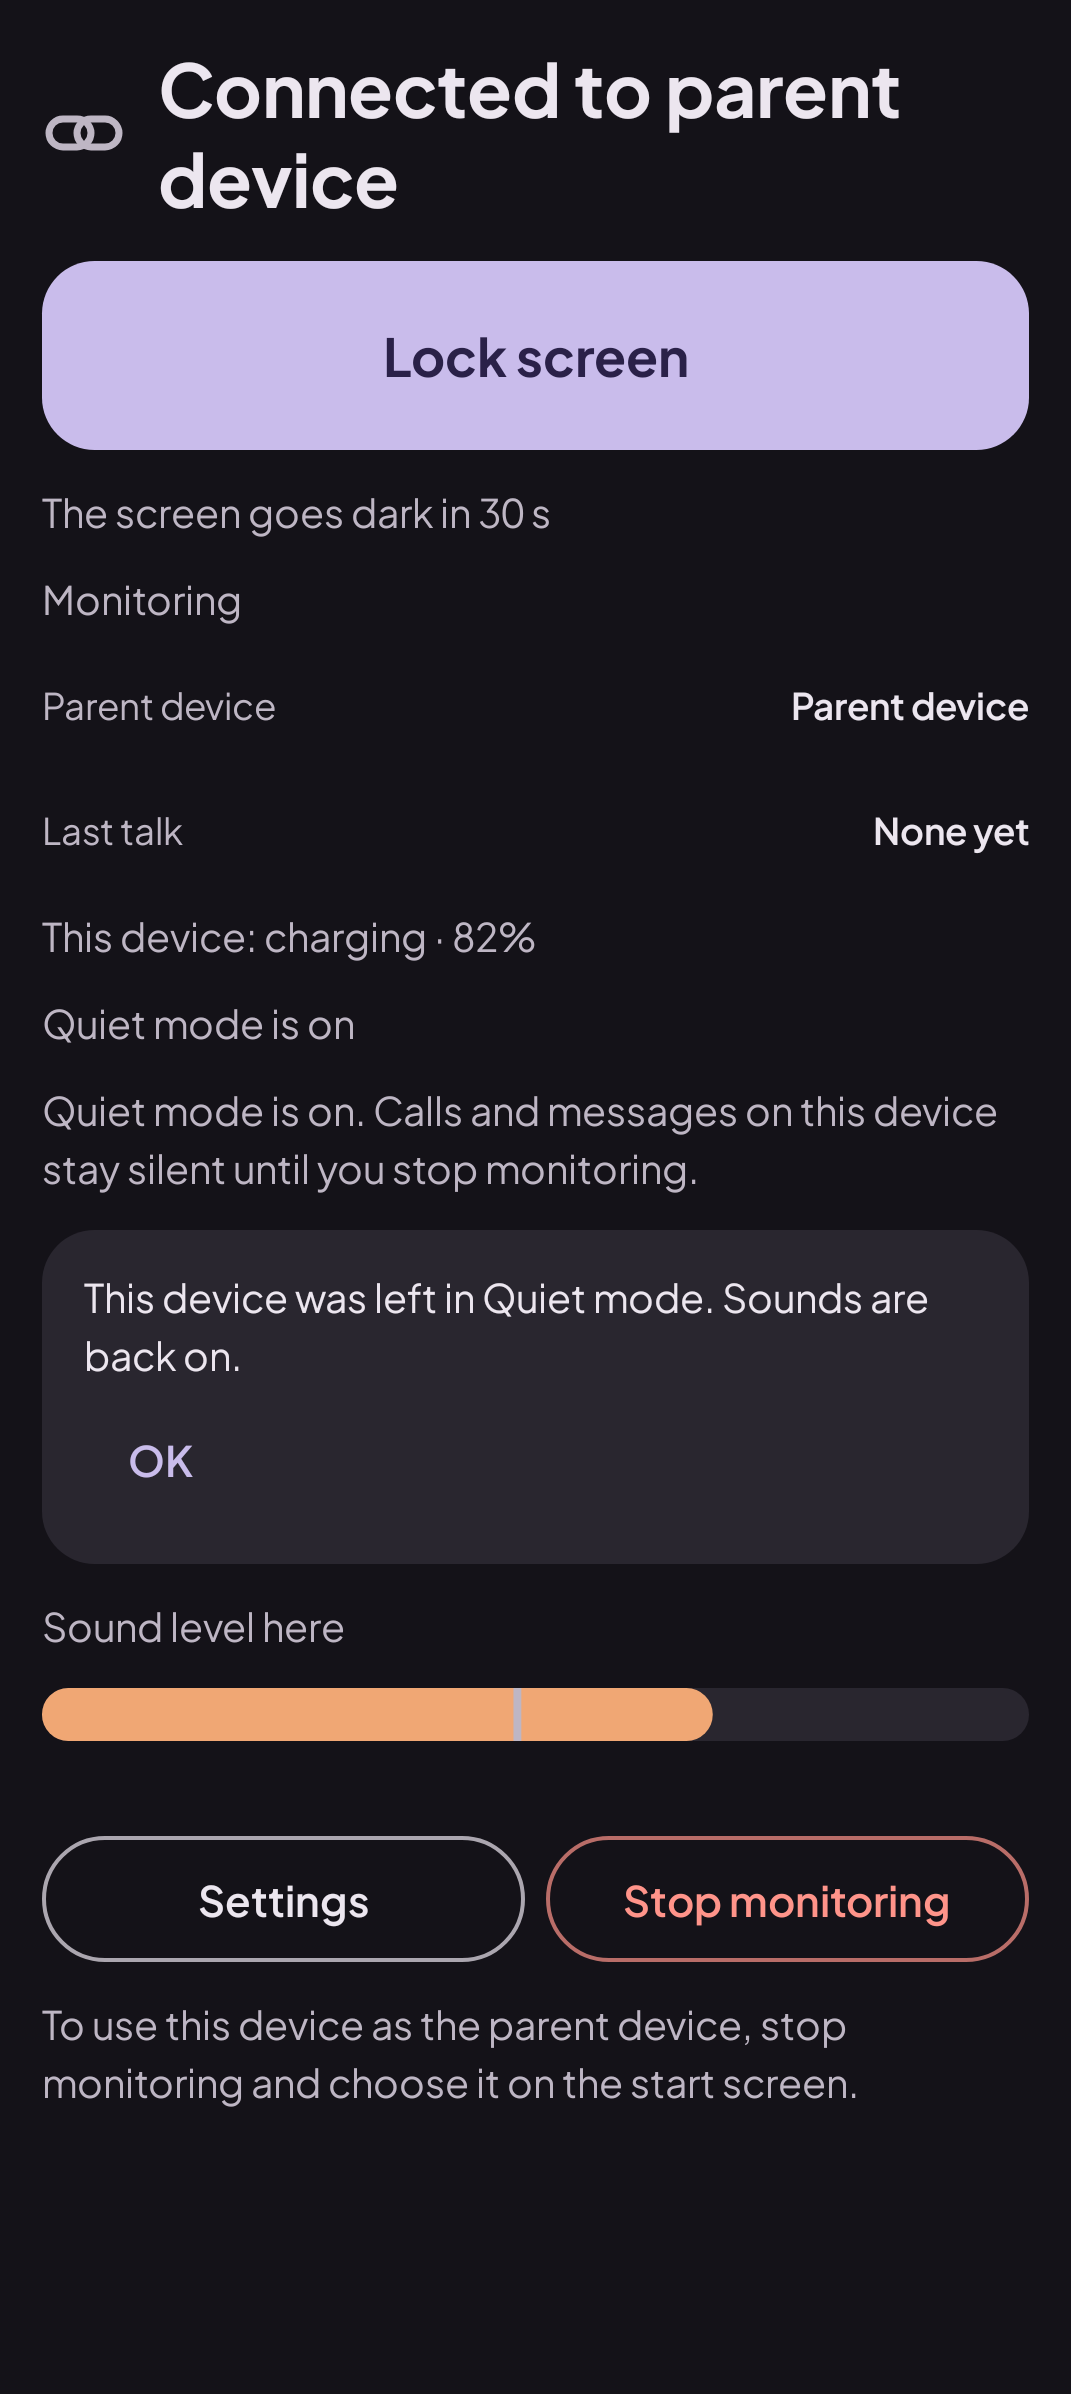 Connected to parent
device
Lock screen
The screen goes dark in 30 s
Monitoring
Parent device Parent device
Last talk None yet
This device: charging · 82%
Quiet mode is on
Quiet mode is on. Calls and messages on this device
stay silent until you stop monitoring.
This device was left in Quiet mode. Sounds are
back on.
OK
Sound level here
Settings Stop monitoring
To use this device as the parent device, stop
monitoring and choose it on the start screen.